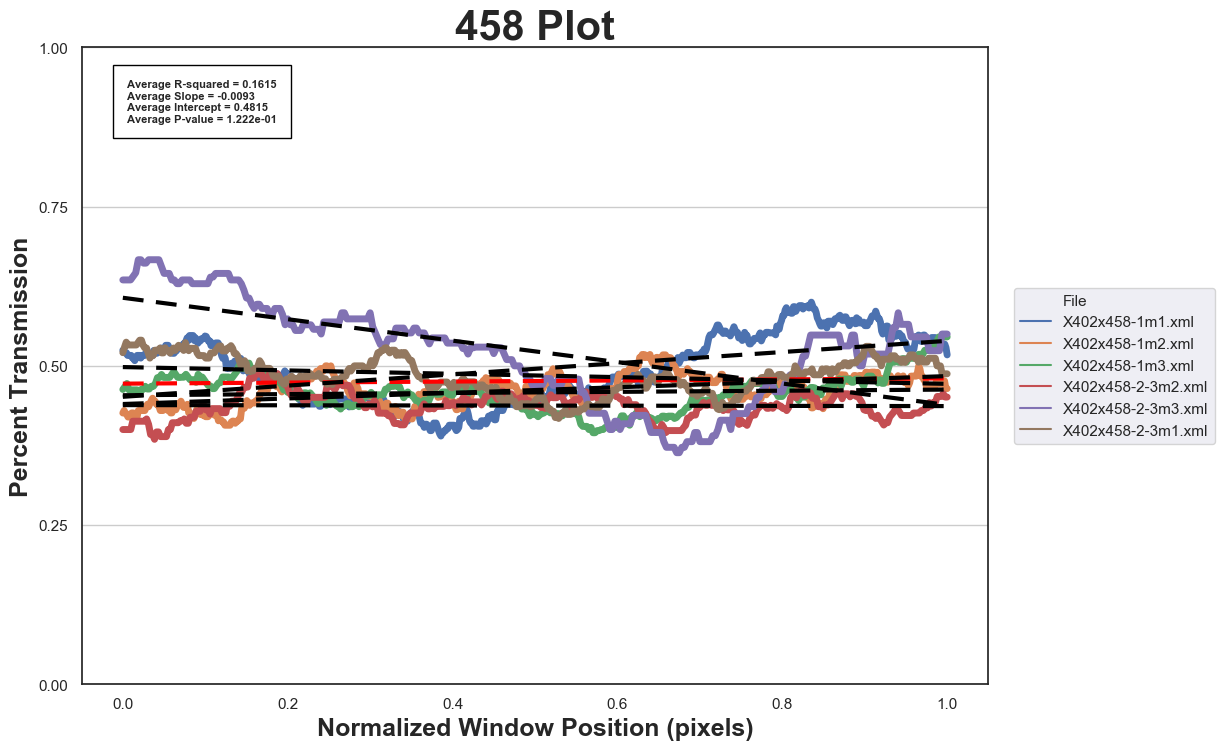 458 Plot
1.00
0.75
0.50
0.25
0.00
Percent Transmission
Average R-squared = 0.1615
Average Slope = -0.0093
Average Intercept = 0.4815
Average P-value = 1.222e-01
0.0 0.2 0.4 0.6 0.8 1.0
Normalized Window Position (pixels)
File
X402x458-1m1.xml
X402x458-1m2.xml
X402x458-1m3.xml
X402x458-2-3m2.xml
X402x458-2-3m3.xml
X402x458-2-3m1.xml